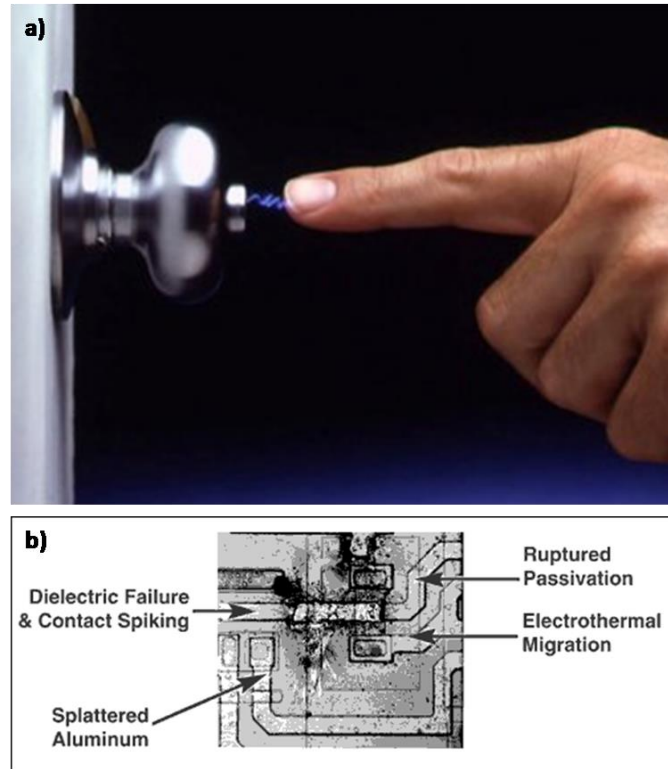 a)
b)
Dielectric Failure
& Contact Spiking
Splattered
Aluminum
Ruptured
Passivation
Electrothermal
Migration